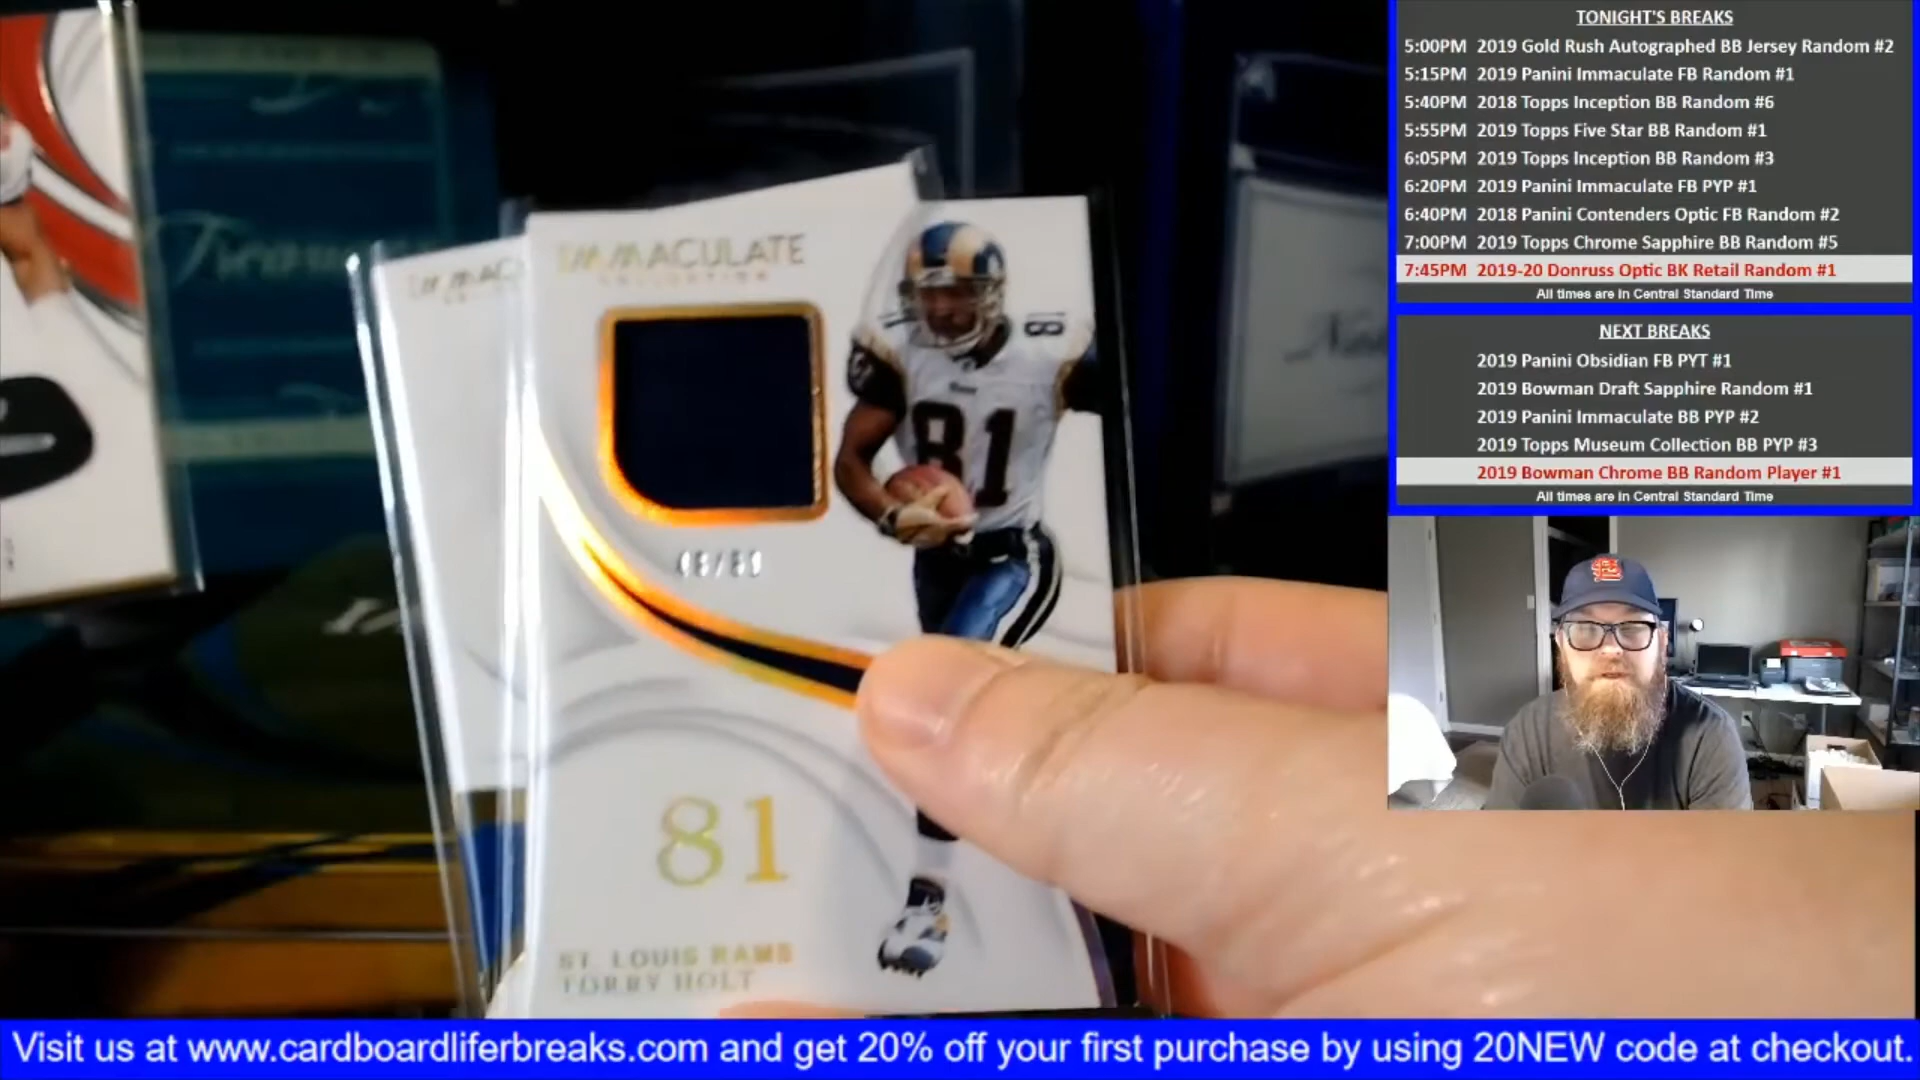 TONIGHT'S BREAKS
5:00PM 2019 Gold Rush Autographed BB Jersey Random #2
5:15PM 2019 Panini Immaculate FB Random #1
5:40PM 2018 Topps Inception BB Random #6
5:55PM 2019 Topps Five Star BB Random #1
6:05PM 2019 Topps Inception BB Random #3
6:20PM 2019 Panini Immaculate FB PYP #1
6:40PM 2018 Panini Contenders Optic FB Random #2
7:00PM 2019 Topps Chrome Sapphire BB Random #5
7:45PM 2019-20 Donruss Optic BK Retail Random #1
All times are in Central Standard Time
NEXT BREAKS
2019 Panini Obsidian FB PYT #1
2019 Bowman Draft Sapphire Random #1
2019 Panini Immaculate BB PYP #2
2019 Topps Museum Collection BB PYP #3
2019 Bowman Chrome BB Random Player #1
All times are in Central Standard Time
IMMAC
IMMACULATE
COLLECTION
81
81
81
ST. LOUIS RAMS
TORRY HOLT
Visit us at www.cardboardliferbreaks.com and get 20% off your first purchase by using 20NEW code at checkout.